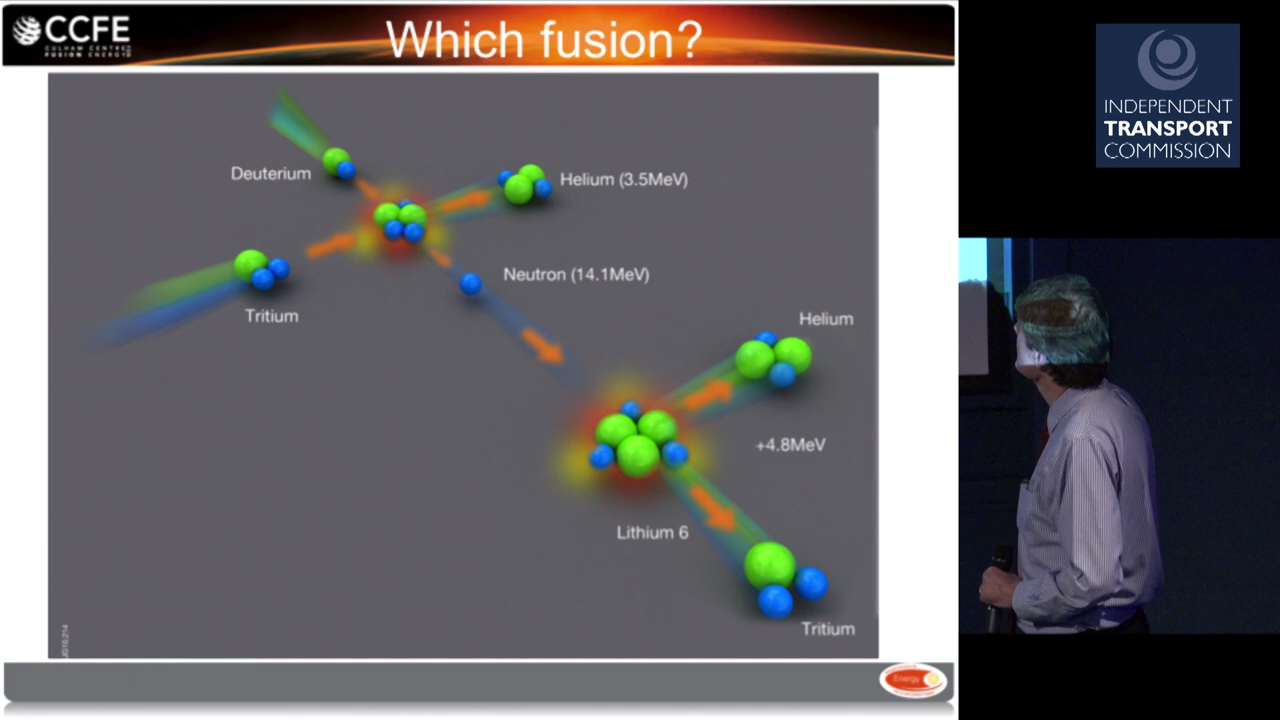 CCFE
CULHAM CENTRE
FUSION ENERGY
Which fusion?
INDEPENDENT
TRANSPORT
COMMISSION
Deuterium
Helium (3.5MeV)
Neutron (14.1MeV)
Tritium
Helium
+4.8MeV
Lithium 6
Tritium
Energy